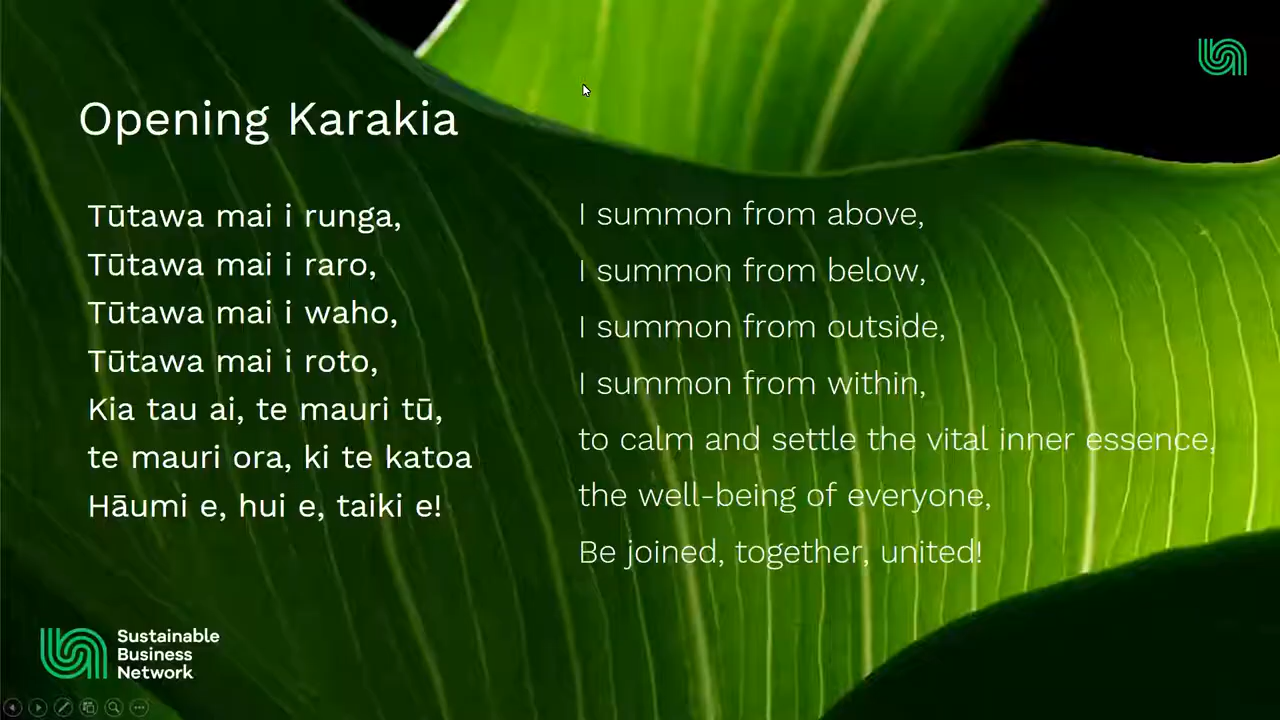 Opening Karakia
Tūtawa mai i runga,
Tūtawa mai i raro,
Tūtawa mai i waho,
Tūtawa mai i roto,
Kia tau ai, te mauri tū,
te mauri ora, ki te katoa
Hāumi e, hui e, taiki e!
I summon from above,
I summon from below,
I summon from outside,
I summon from within,
to calm and settle the vital inner essence,
the well-being of everyone,
Be joined, together, united!
Sustainable
Business
Network